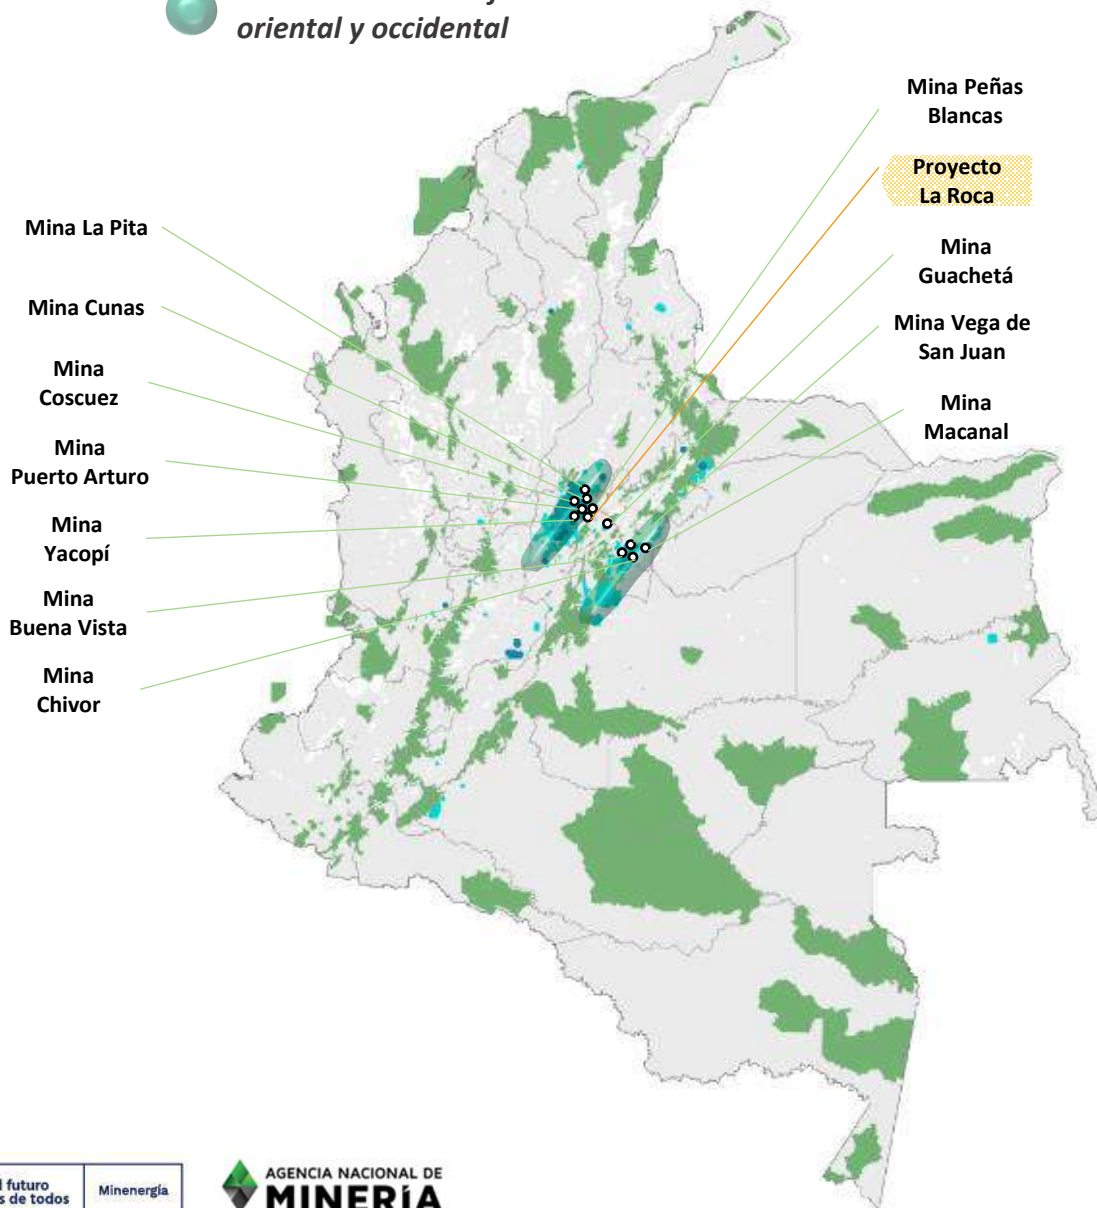 oriental y occidental
Mina Peñas
Blancas
Proyecto
La Roca
Mina La Pita
Mina
Guachetá
Mina Cunas
Mina Vega de
San Juan
Mina
Coscuez
Mina
Macanal
Mina
Puerto Arturo
Mina
Yacopí
Mina
Buena Vista
Mina
Chivor
futuro
de todos
Minenergía
AGENCIA NACIONAL DE
MINERÍA